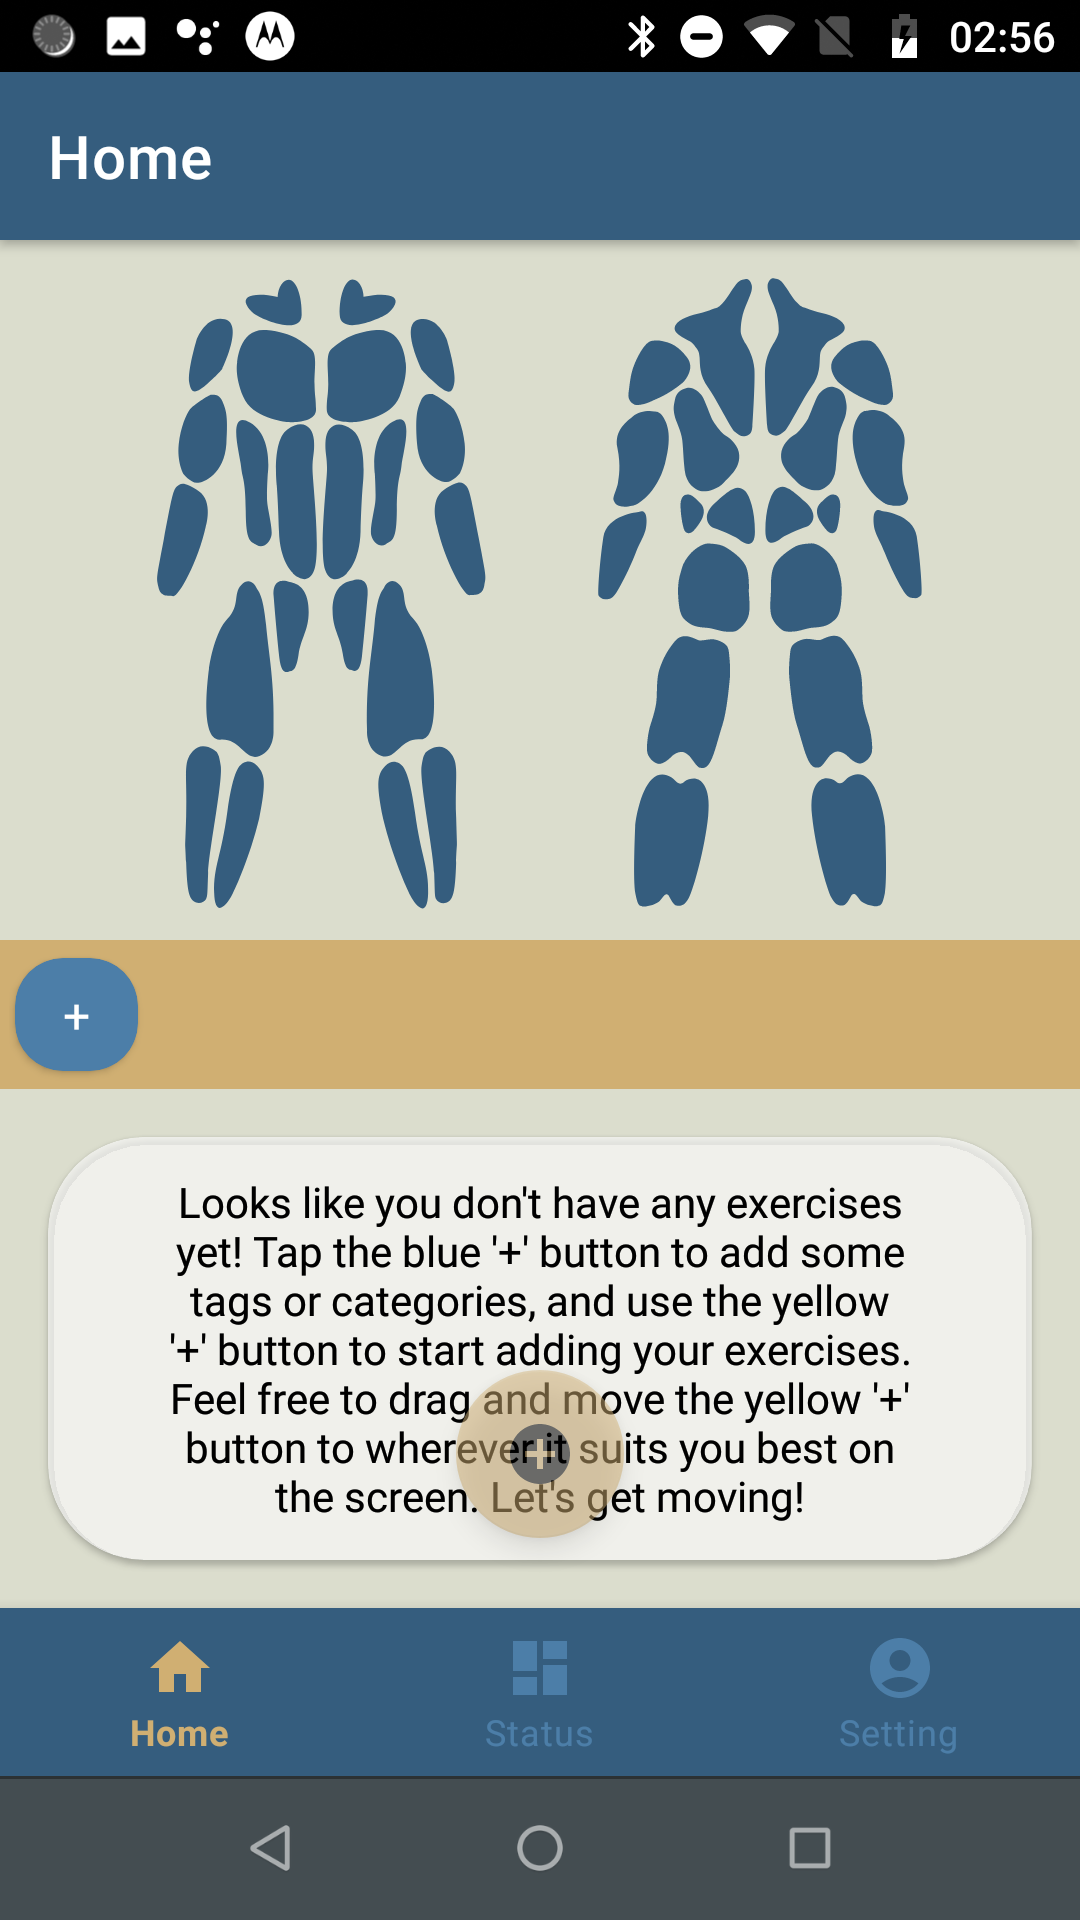 02:56
Home
+
Looks like you don't have any exercises
yet! Tap the blue '+' button to add some
tags or categories, and use the yellow
'+' button to start adding your exercises.
Feel free to drag and move the yellow '+'
button to wherever it suits you best on
the screen. Let's get moving!
Home
Status
Setting